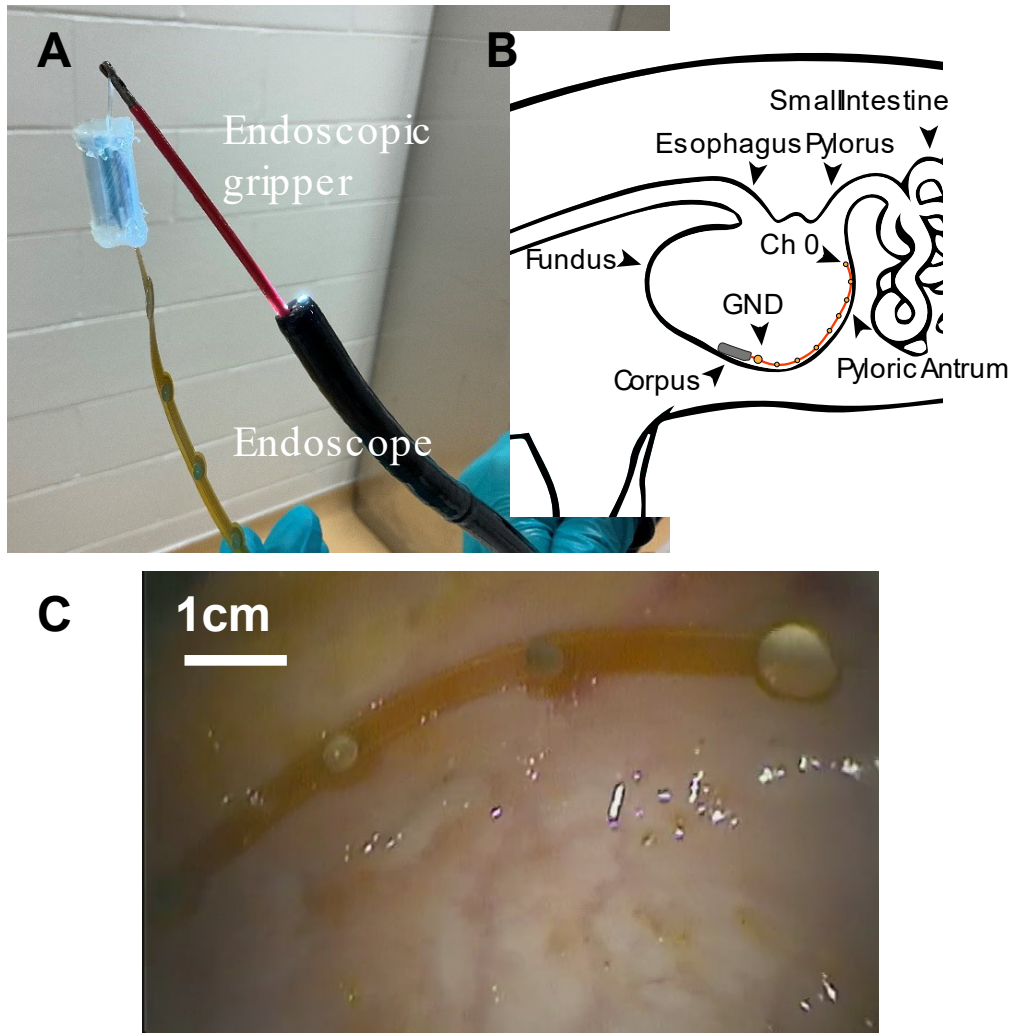 A
Endoscopic
gripper
Endoscope
B
SmallIntestine
Esophagus Pylorus
Ch 0
Fundus
GND
Corpus
Pyloric Antrum
C
1cm